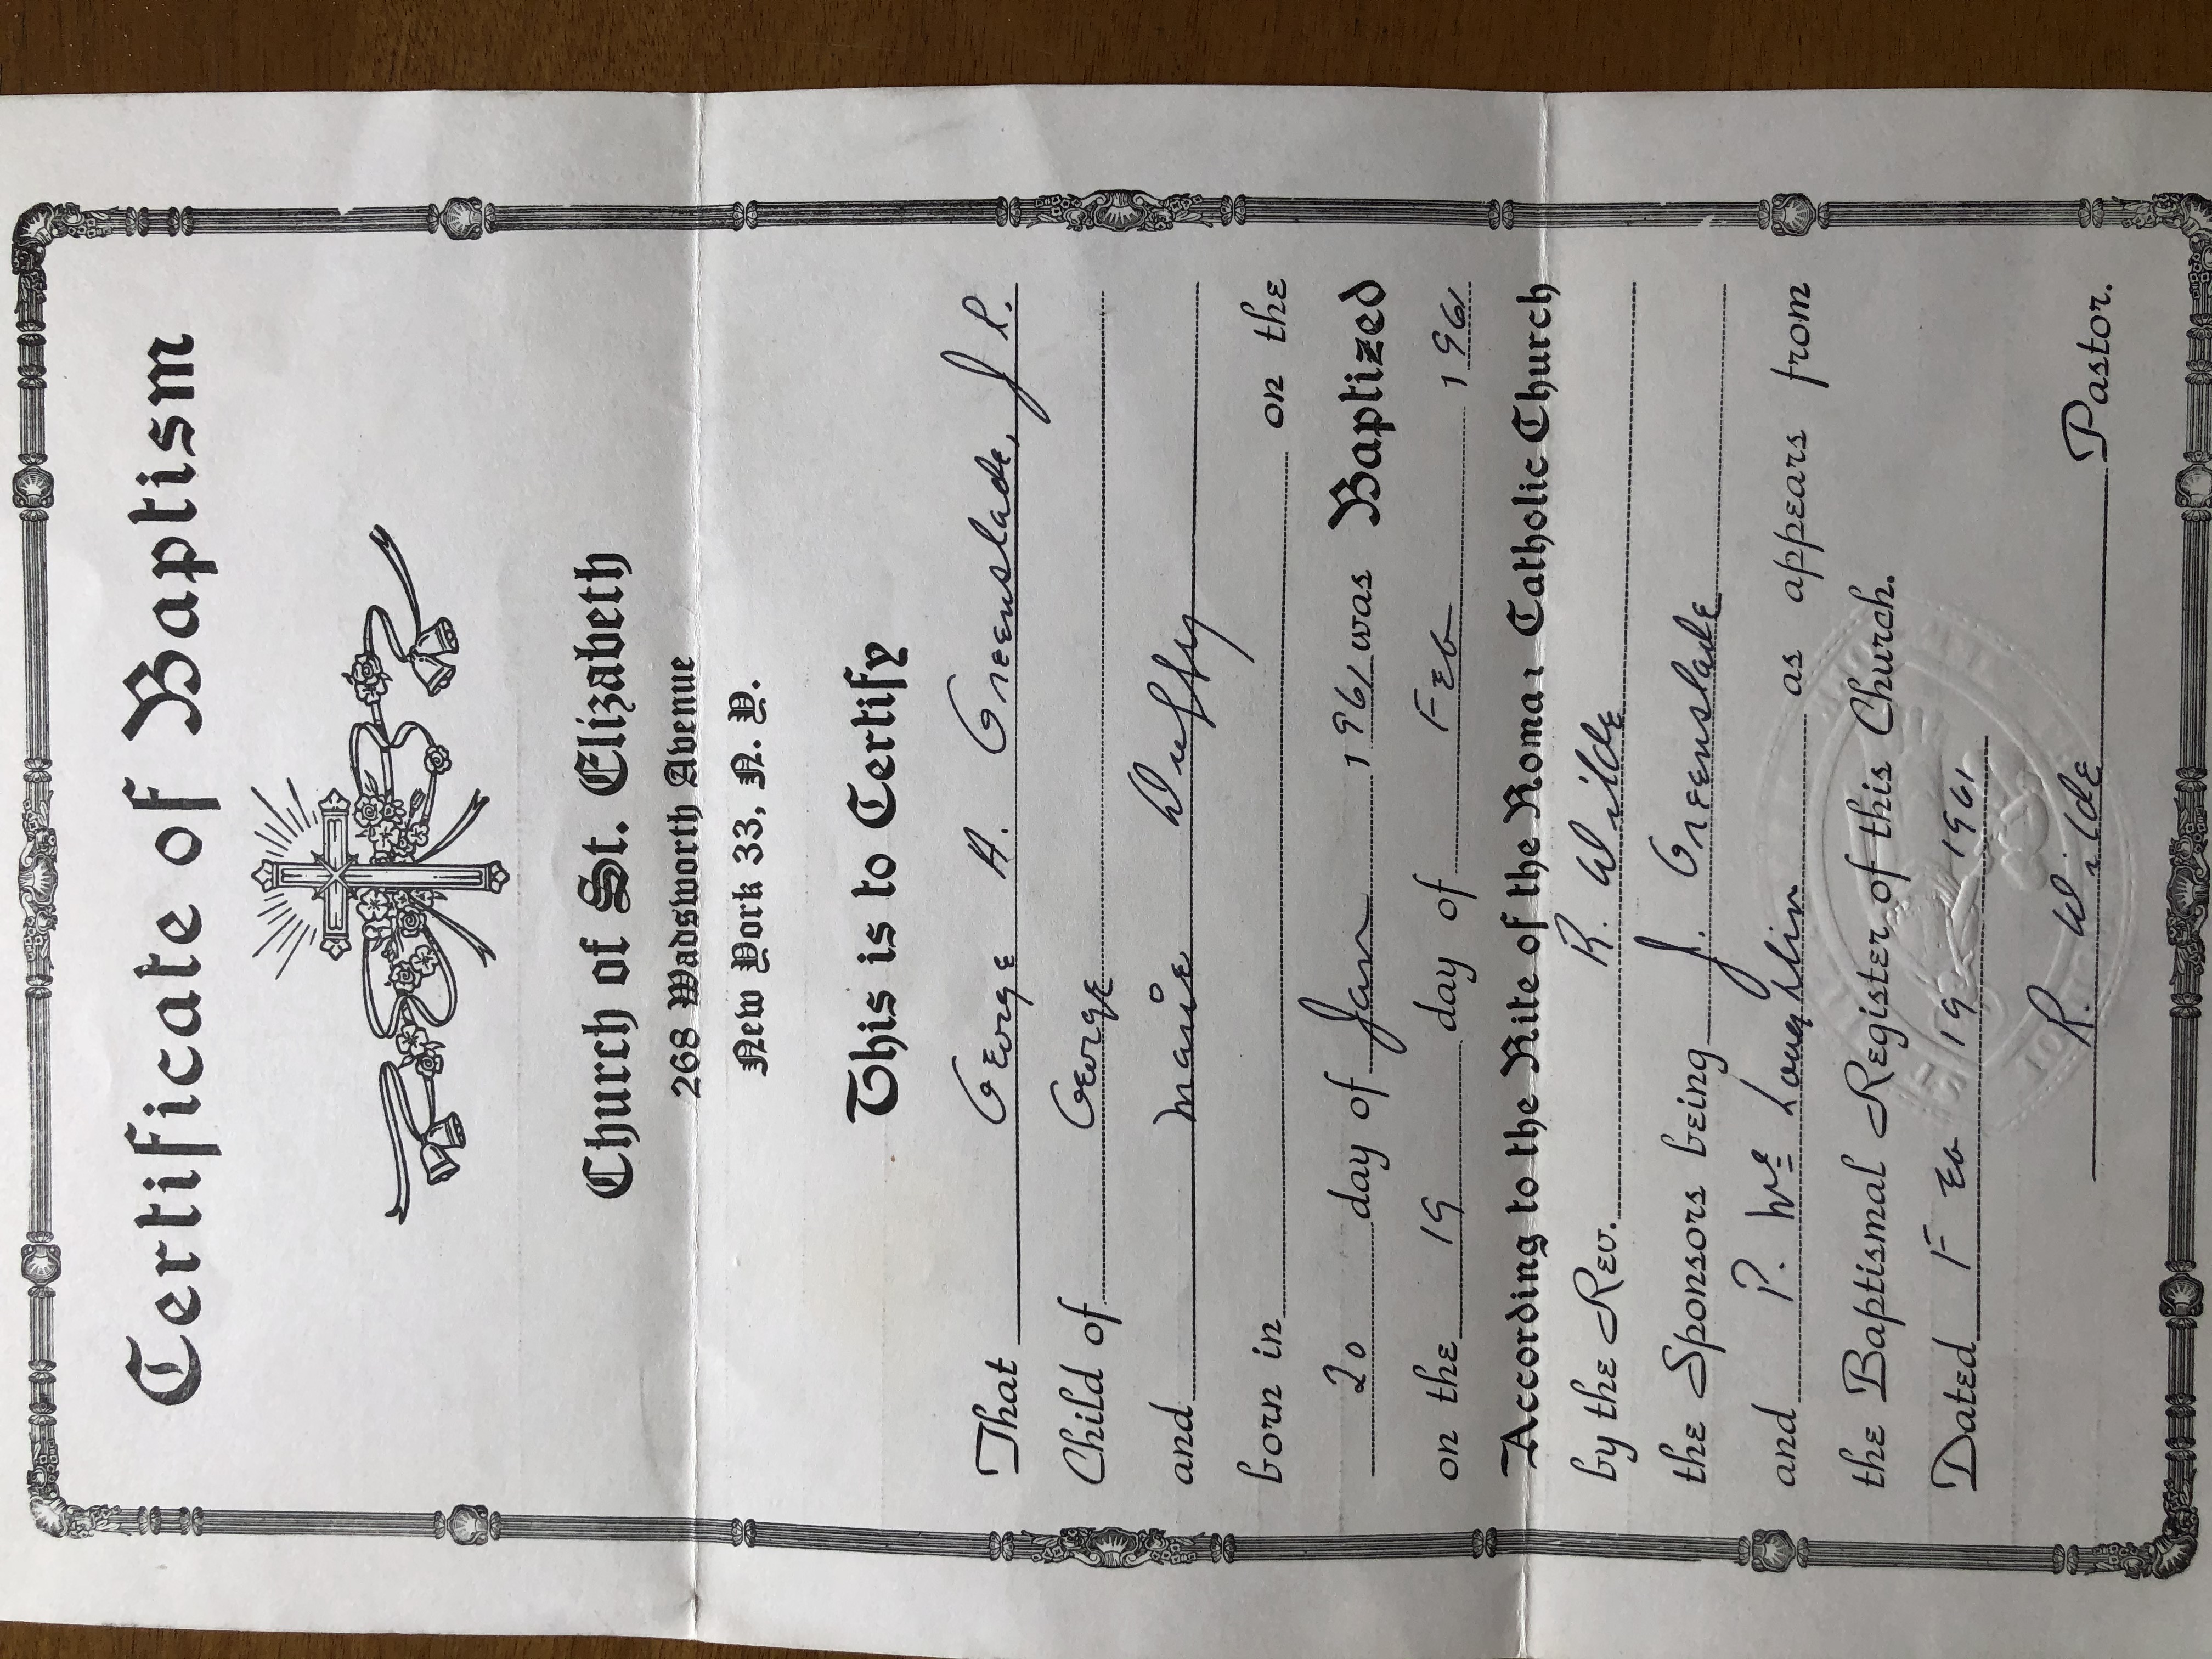 Certificate of Baptism
Church of St. Elizabeth
268 Wadsworth Avenue
New York 33, N. Y.
This is to Certify
That George A. Greenslade, JR.
Child of George
and Marie Duffy
born in on the
20 day of Jan 1961 was Baptized
on the 19 day of Feb 1961
According to the Rite of the Roman Catholic Church
by the Rev. R. Wilde
the Sponsors being J. Greenslade
and P. Mc Loughlin as appears from
the Baptismal Register of this Church.
Dated Feb 19 1961
R. Wilde Pastor.